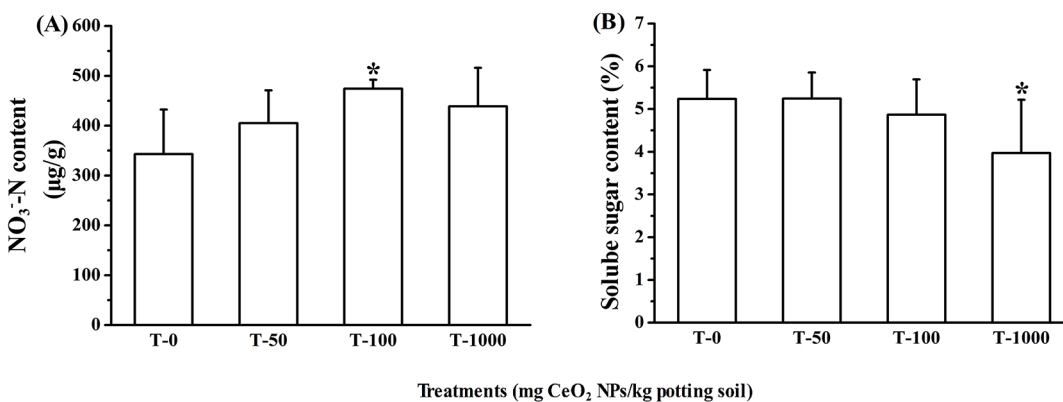 (A)
NO₃⁻-N content
(μg/g)
600
500
400
300
200
100
0
*
T-0 T-50 T-100 T-1000
(B)
Solube sugar content (%)
7
6
5
4
3
2
1
0
*
T-0 T-50 T-100 T-1000
Treatments (mg CeO₂ NPs/kg potting soil)